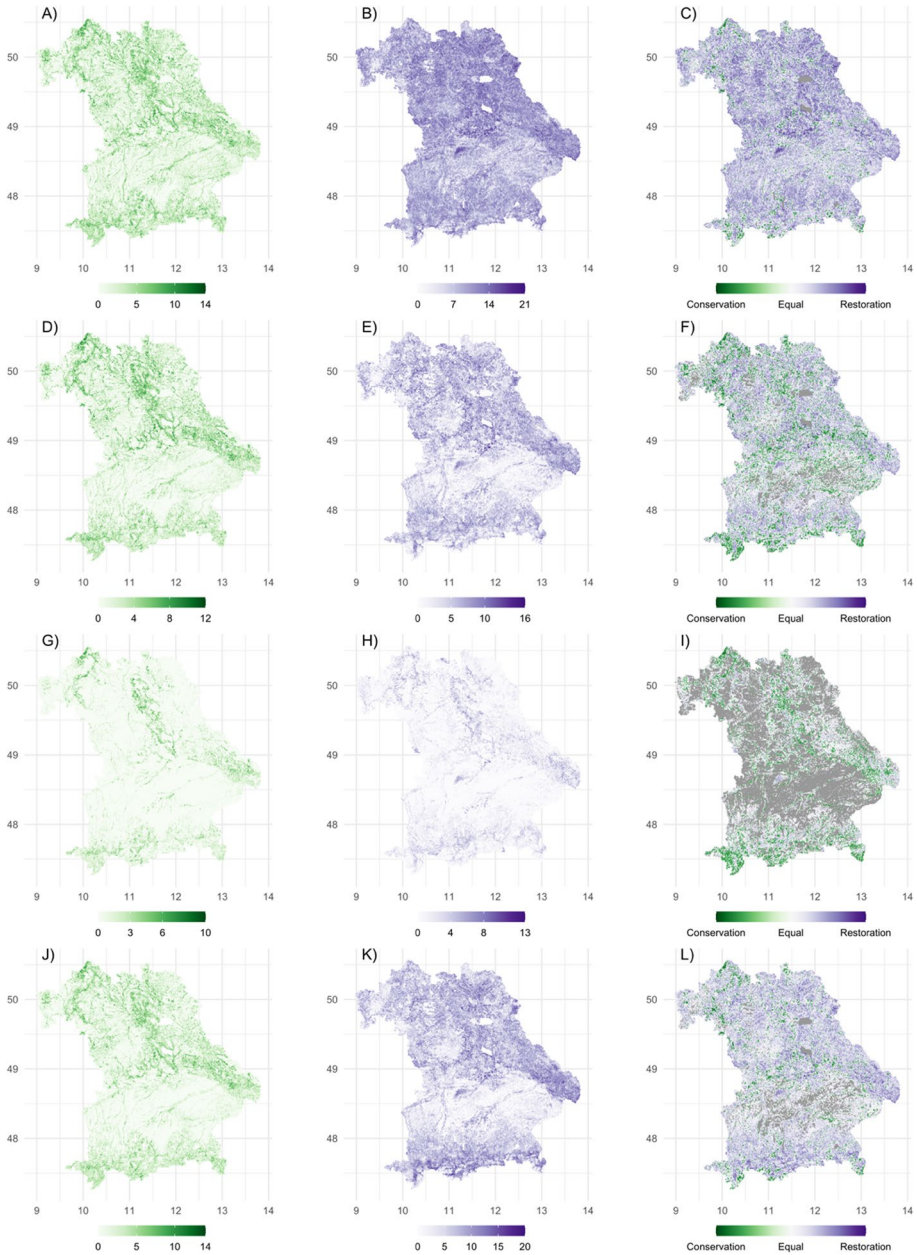 A) B) C)
50 50 50
49 49 49
48 48 48
9 10 11 12 13 14 9 10 11 12 13 14 9 10 11 12 13 14
0 5 10 14 0 7 14 21 Conservation Equal Restoration
D) E) F)
50 50 50
49 49 49
48 48 48
9 10 11 12 13 14 9 10 11 12 13 14 9 10 11 12 13 14
0 4 8 12 0 5 10 16 Conservation Equal Restoration
G) H) I)
50 50 50
49 49 49
48 48 48
9 10 11 12 13 14 9 10 11 12 13 14 9 10 11 12 13 14
0 3 6 10 0 4 8 13 Conservation Equal Restoration
J) K) L)
50 50 50
49 49 49
48 48 48
9 10 11 12 13 14 9 10 11 12 13 14 9 10 11 12 13 14
0 5 10 14 0 5 10 15 20 Conservation Equal Restoration